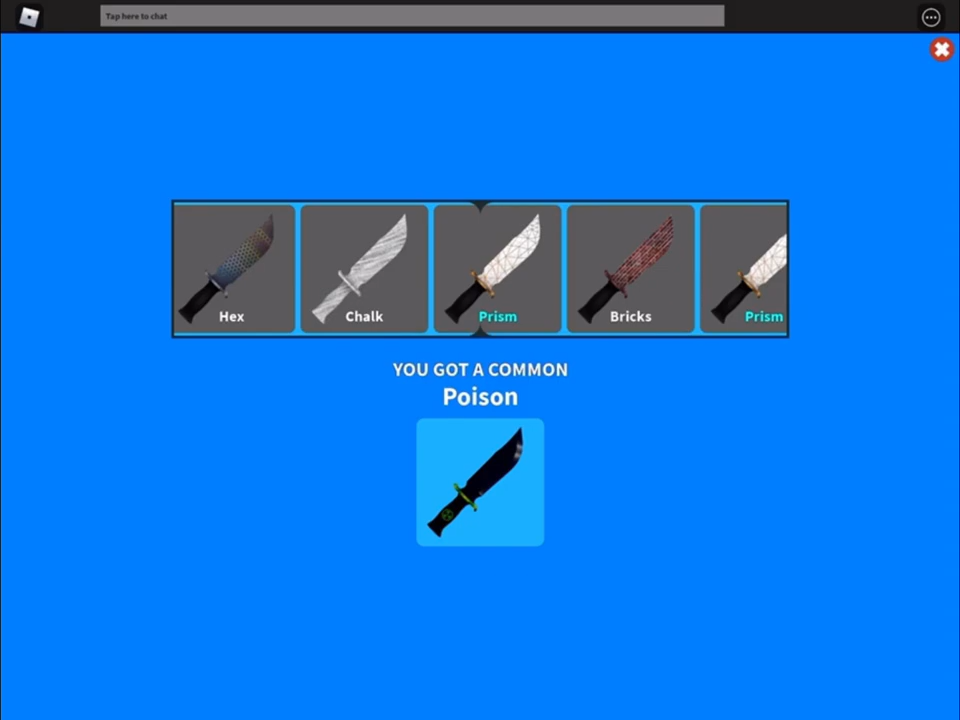 Tap here to chat
Hex
Chalk
Prism
Bricks
Prism
YOU GOT A COMMON
Poison